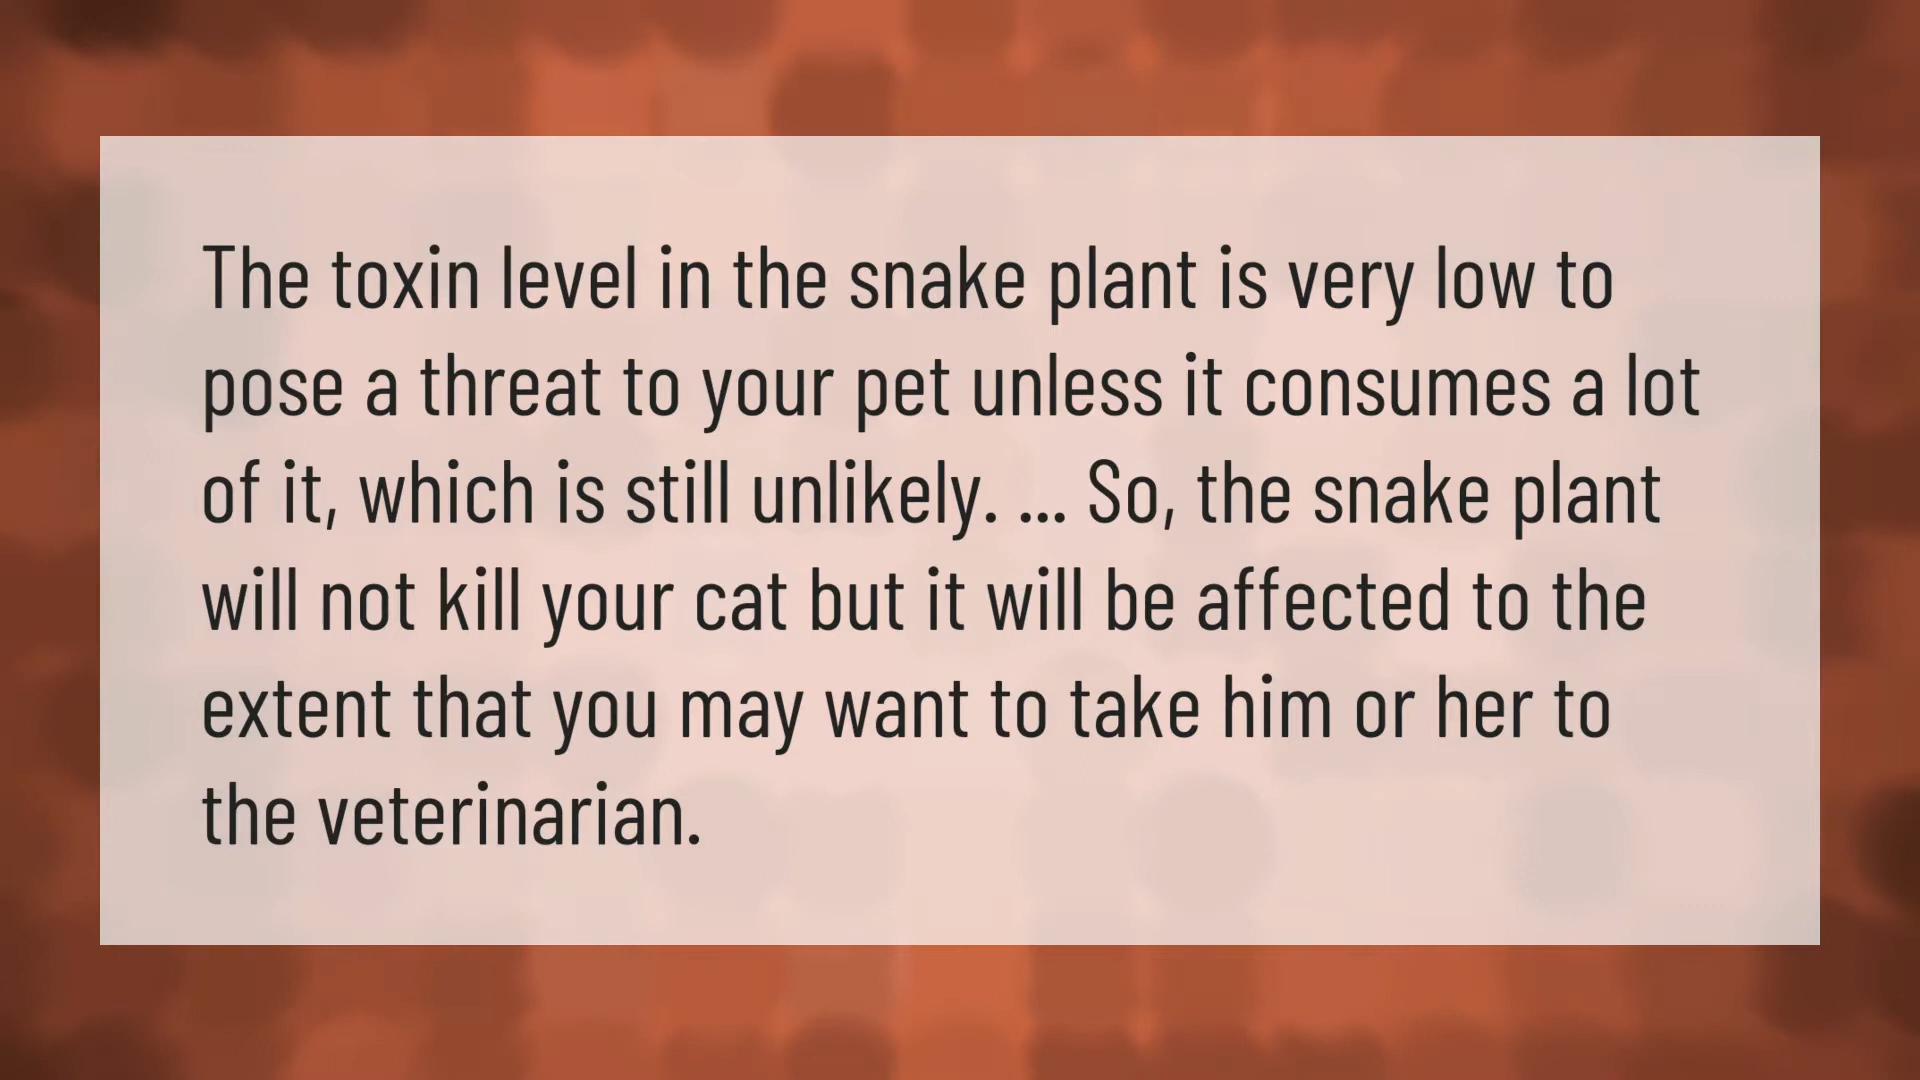 The toxin level in the snake plant is very low to
pose a threat to your pet unless it consumes a lot
of it, which is still unlikely. ... So, the snake plant
will not kill your cat but it will be affected to the
extent that you may want to take him or her to
the veterinarian.